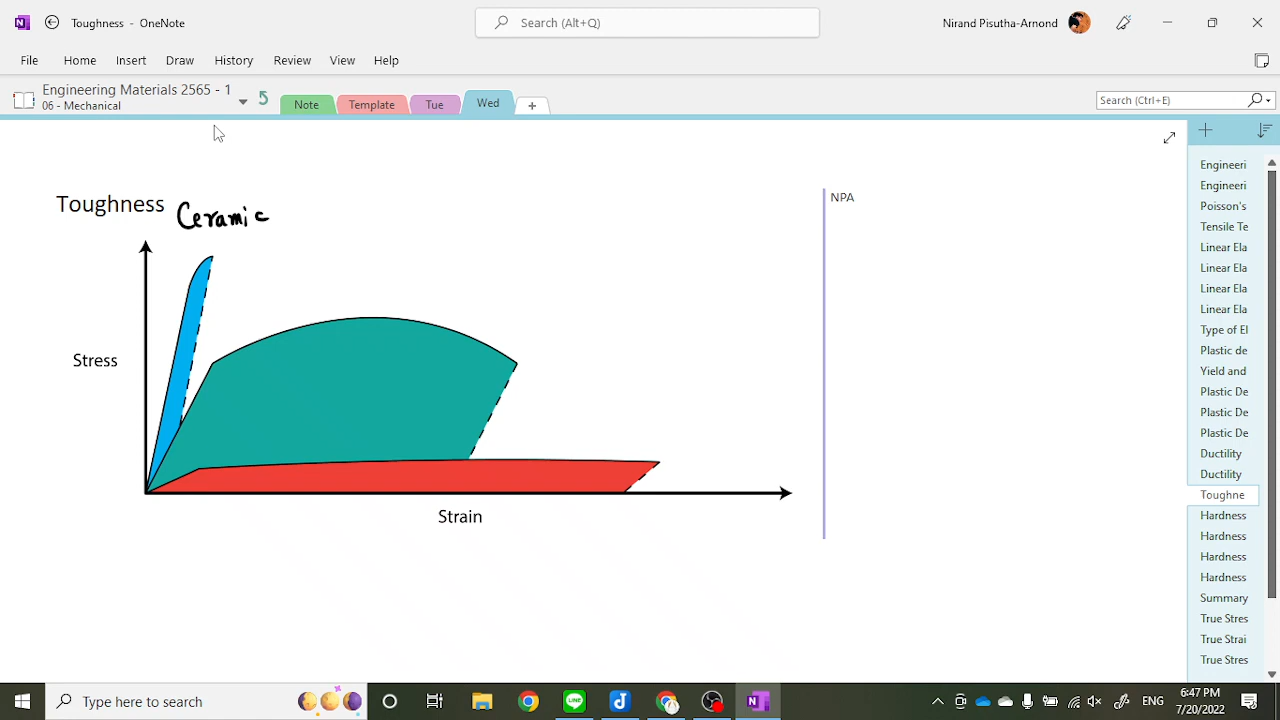 Toughness - OneNote
Search (Alt+Q)
Nirand Pisutha-Arnond
File Home Insert Draw History Review View Help
Engineering Materials 2565 - 1
06 - Mechanical
Note Template Tue Wed +
Search (Ctrl+E)
Toughness
Ceramic
NPA
Stress
Strain
Engineeri
Engineeri
Poisson's
Tensile Te
Linear Ela
Linear Ela
Linear Ela
Linear Ela
Type of El
Plastic de
Yield and
Plastic De
Plastic De
Plastic De
Ductility
Ductility
Toughne
Hardness
Hardness
Hardness
Hardness
Summary
True Stres
True Strai
True Stres
Type here to search
ENG
6:47 PM
7/20/2022